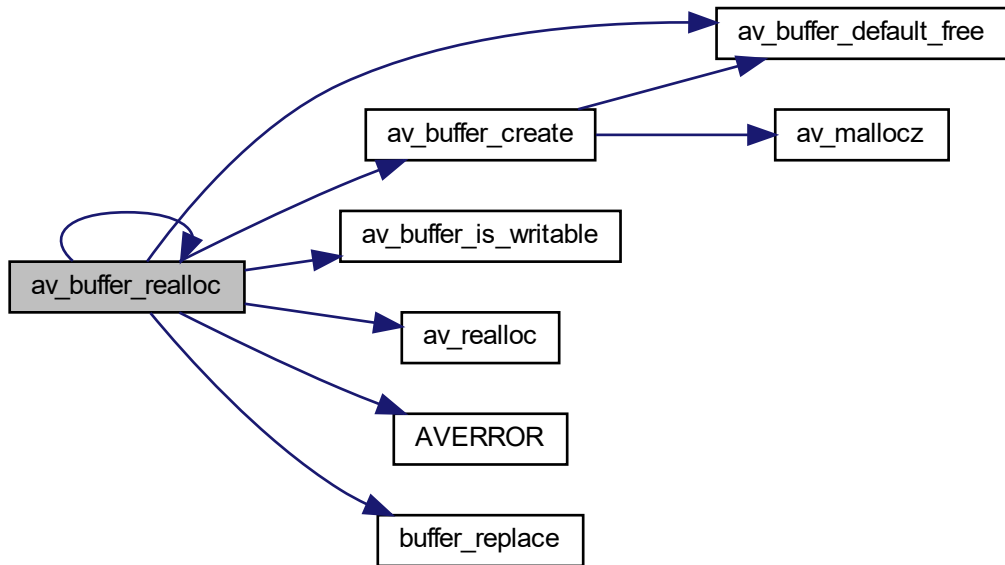 av_buffer_default_free
av_buffer_create
av_mallocz
av_buffer_is_writable
av_buffer_realloc
av_realloc
AVERROR
buffer_replace